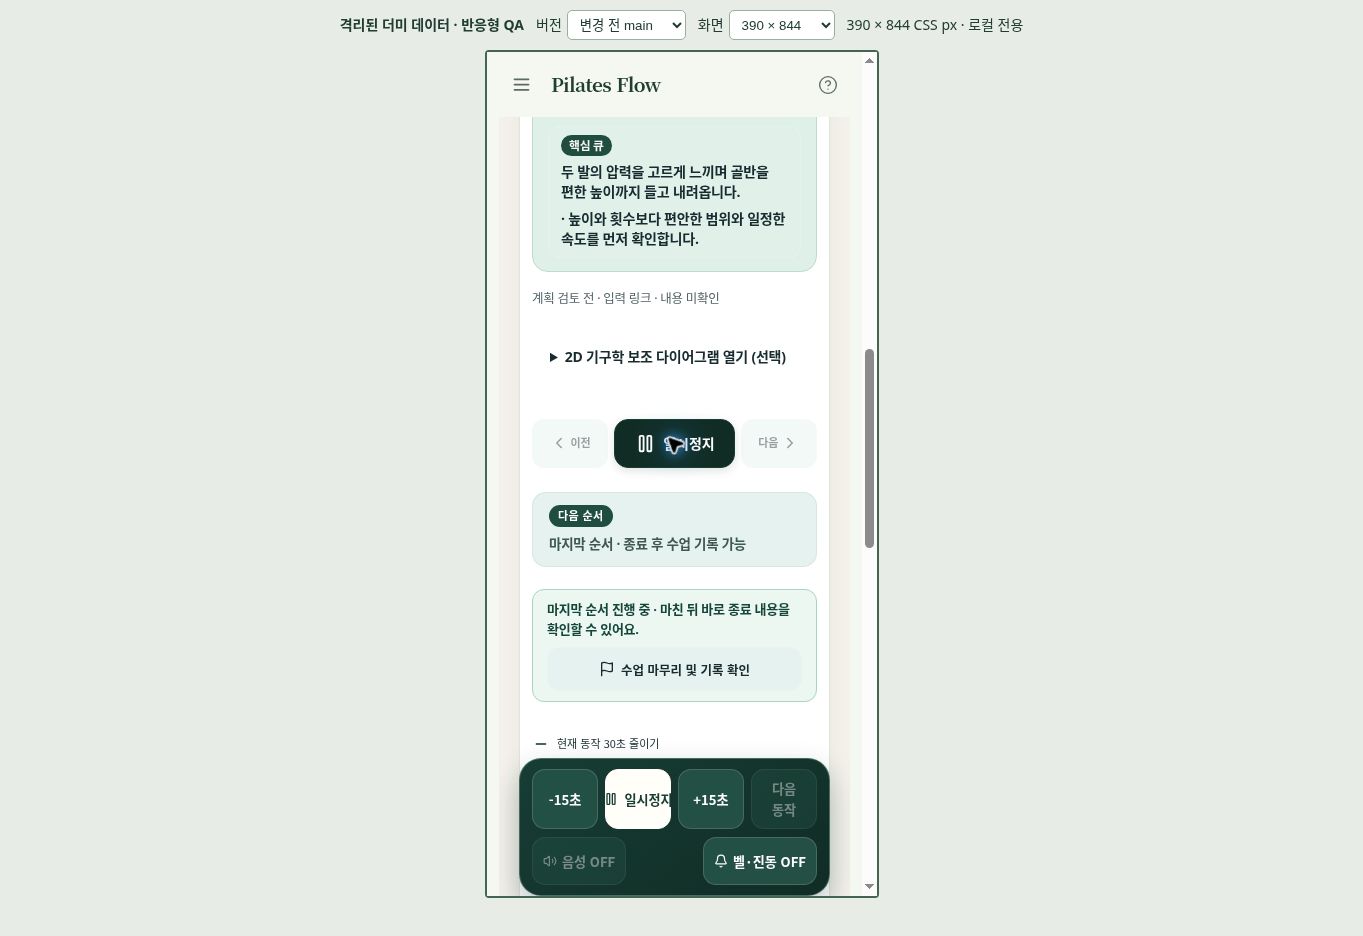 격리된 더미 데이터 · 반응형 QA 버전 변경 전 main 화면 390 × 844 390 × 844 CSS px · 로컬 전용
Pilates Flow
핵심 큐
두 발의 압력을 고르게 느끼며 골반을
편한 높이까지 들고 내려옵니다.
· 높이와 횟수보다 편안한 범위와 일정한
속도를 먼저 확인합니다.
계획 검토 전 · 입력 링크 · 내용 미확인
2D 기구학 보조 다이어그램 열기 (선택)
이전 일시정지 다음
다음 순서
마지막 순서 · 종료 후 수업 기록 가능
마지막 순서 진행 중 · 마친 뒤 바로 종료 내용을
확인할 수 있어요.
수업 마무리 및 기록 확인
현재 동작 30초 줄이기
-15초 일시정지 +15초 다음
동작
음성 OFF 벨·진동 OFF